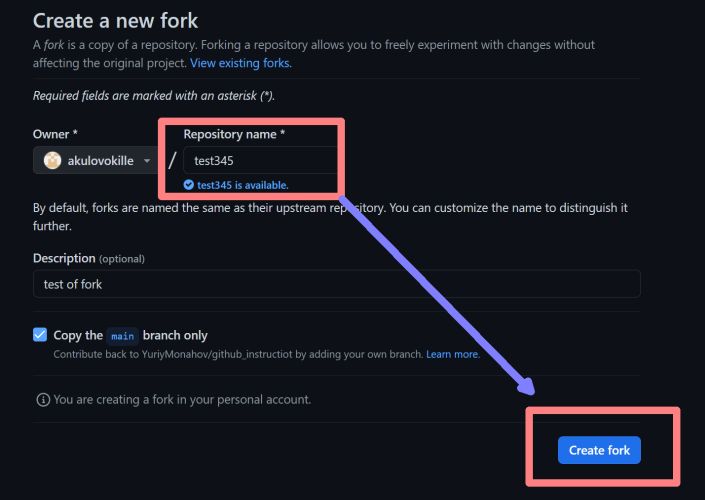 Create a new fork
A fork is a copy of a repository. Forking a repository allows you to freely experiment with changes without
affecting the original project. View existing forks.
Required fields are marked with an asterisk (*).
Owner *
Repository name *
akulovokille
/
test345
test345 is available.
By default, forks are named the same as their upstream repository. You can customize the name to distinguish it
further.
Description (optional)
test of fork
Copy the main branch only
Contribute back to YuriyMonahov/github_instructiot by adding your own branch. Learn more.
You are creating a fork in your personal account.
Create fork